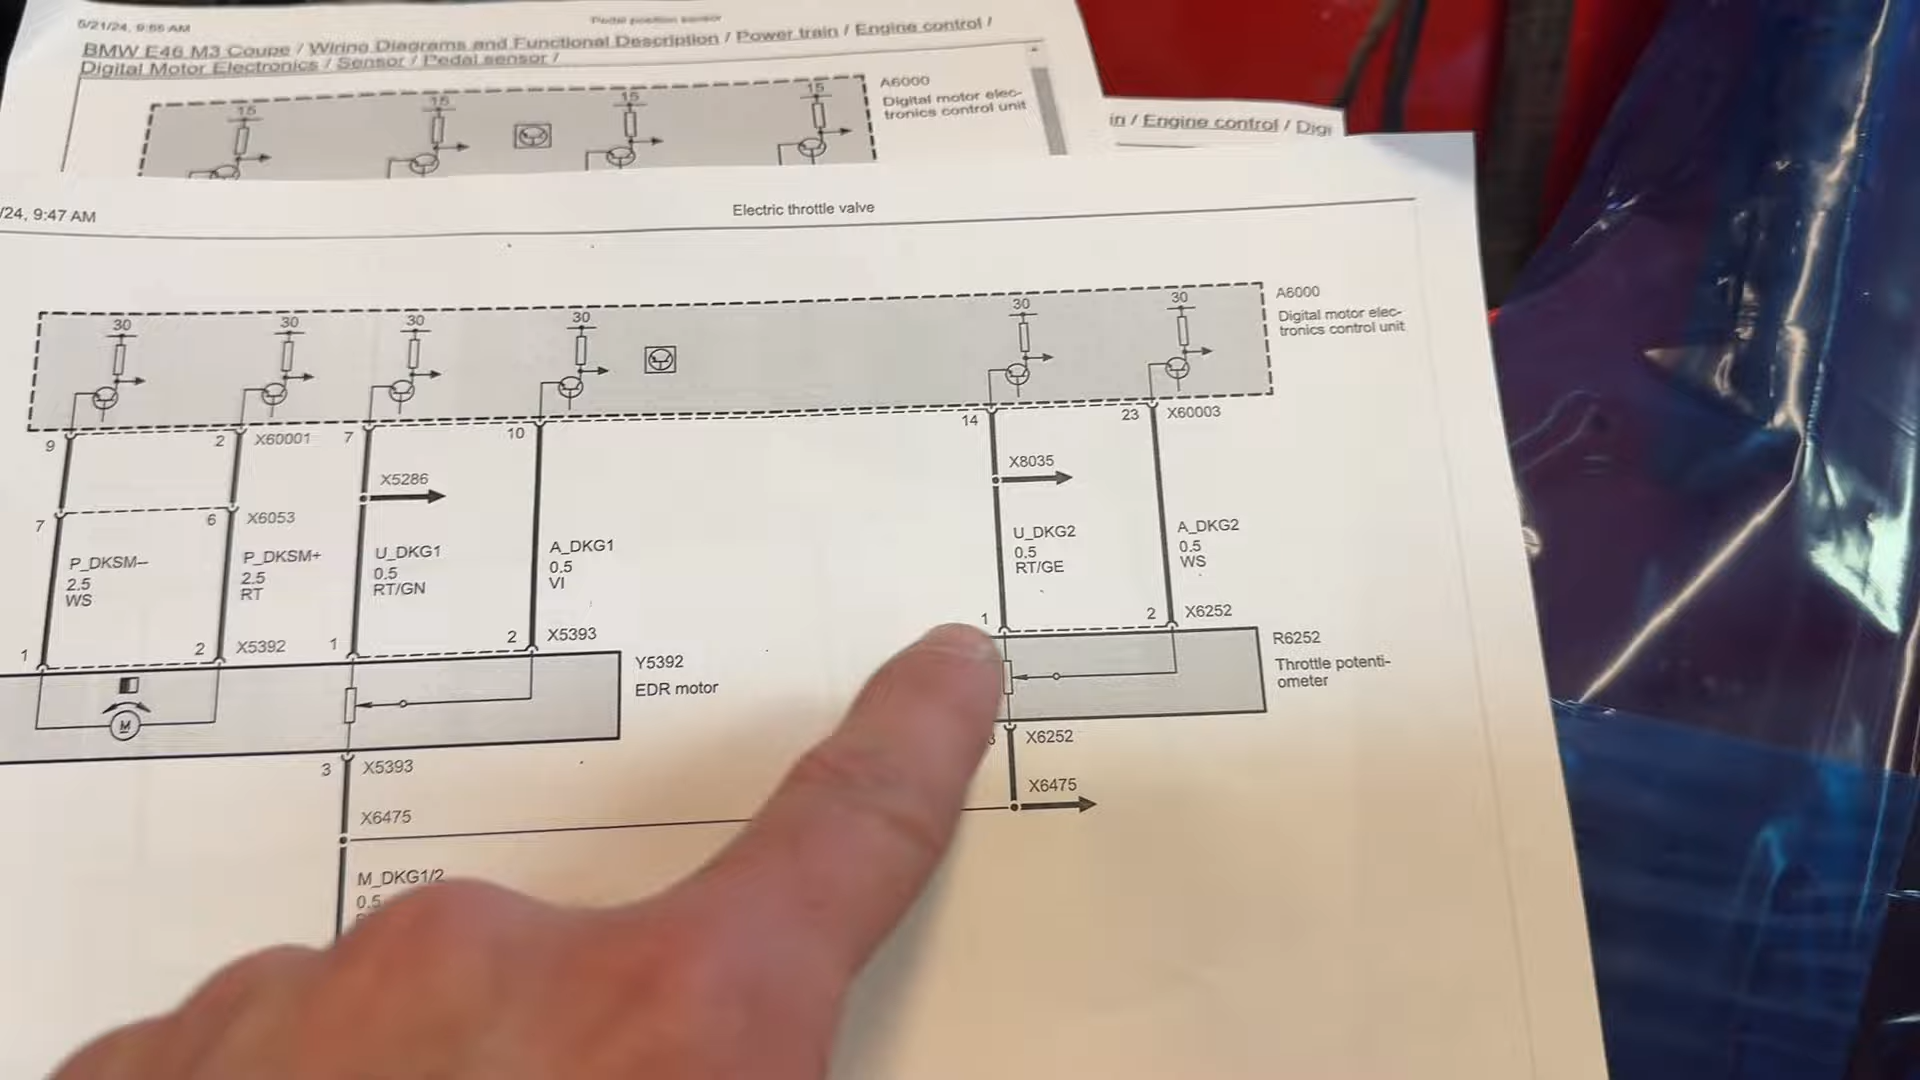 5/21/24, 9:56 AM
Pedal position sensor
BMW E46 M3 Coupe / Wiring Diagrams and Functional Description / Power train / Engine control /
Digital Motor Electronics / Sensor / Pedal sensor /
15
15
15
15
A6000
Digital motor elec-
tronics control unit
in / Engine control / Digi
/24, 9:47 AM
Electric throttle valve
30
30
30
30
30
30
A6000
Digital motor elec-
tronics control unit
9
2
X60001
7
10
14
23
X60003
X5286
X8035
7
6
X6053
P_DKSM–
2.5
WS
P_DKSM+
2.5
RT
U_DKG1
0.5
RT/GN
A_DKG1
0.5
VI
U_DKG2
0.5
RT/GE
A_DKG2
0.5
WS
1
2
X5392
1
2
X5393
1
2
X6252
M
Y5392
EDR motor
R6252
Throttle potenti-
ometer
3
X5393
3
X6252
X6475
X6475
M_DKG1/2
0.5